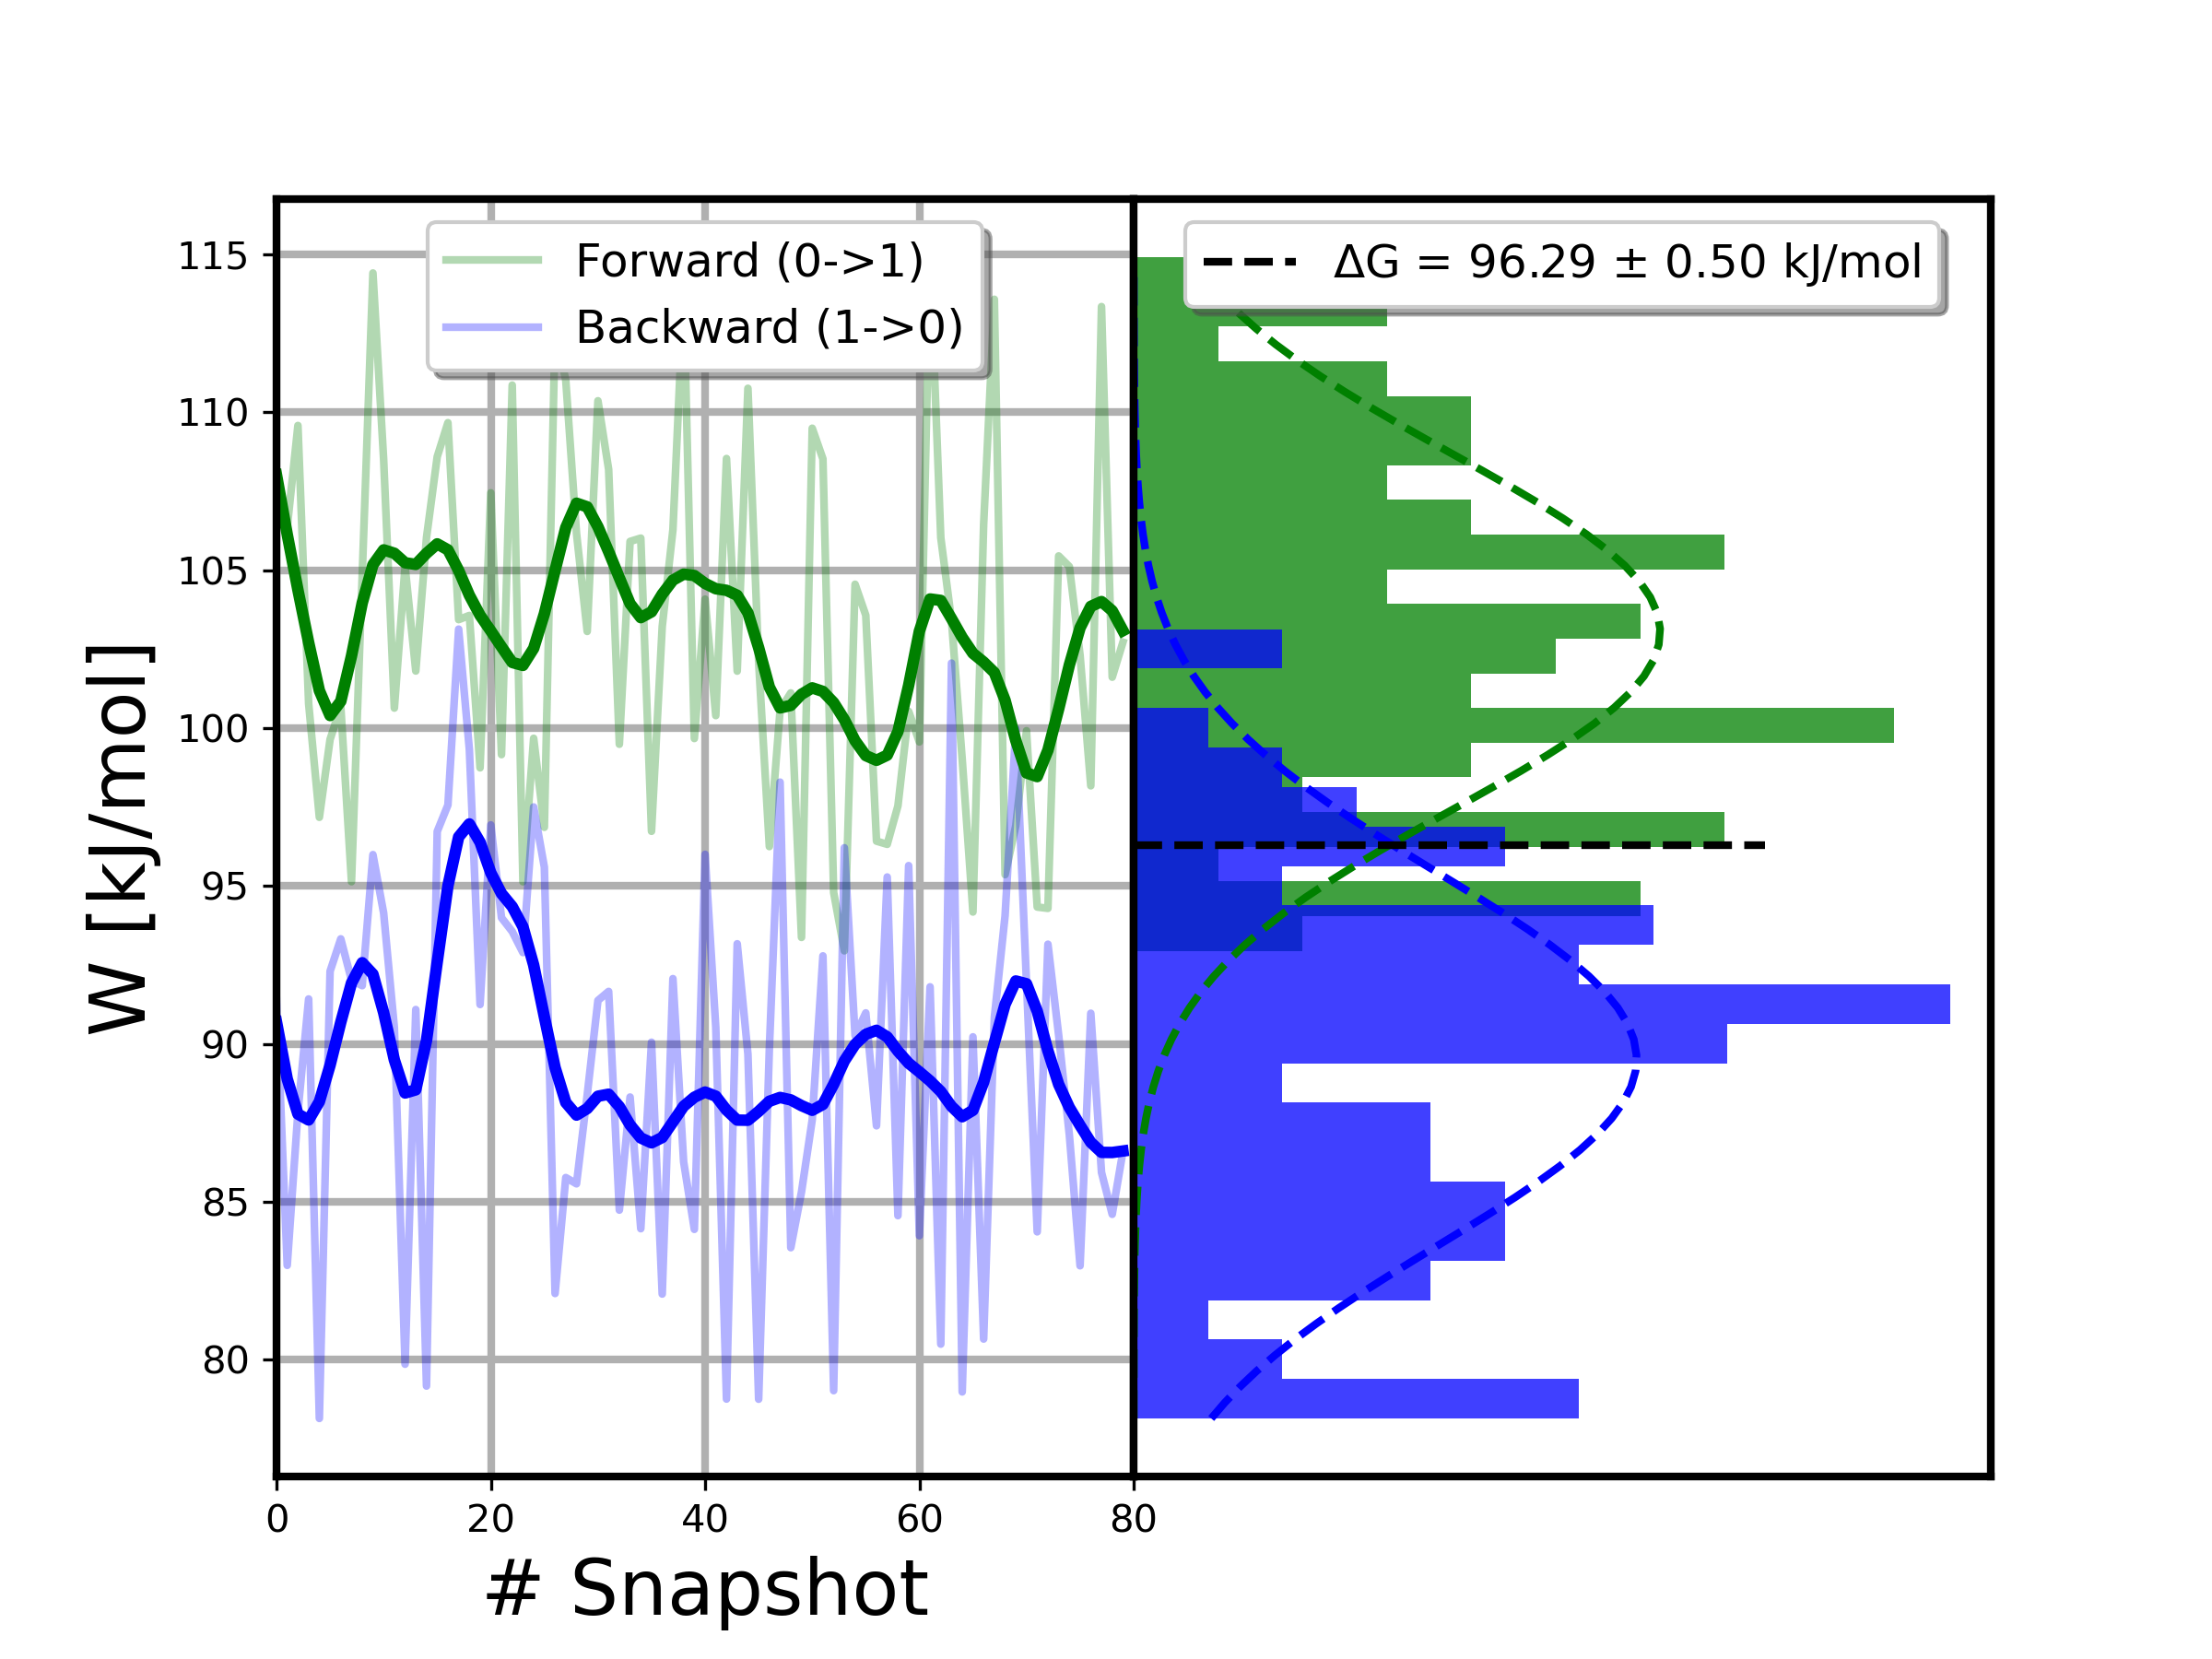 Forward (0->1)
Backward (1->0)
ΔG = 96.29 ± 0.50 kJ/mol
115
110
105
100
95
90
85
80
W [kJ/mol]
0
20
40
60
80
# Snapshot